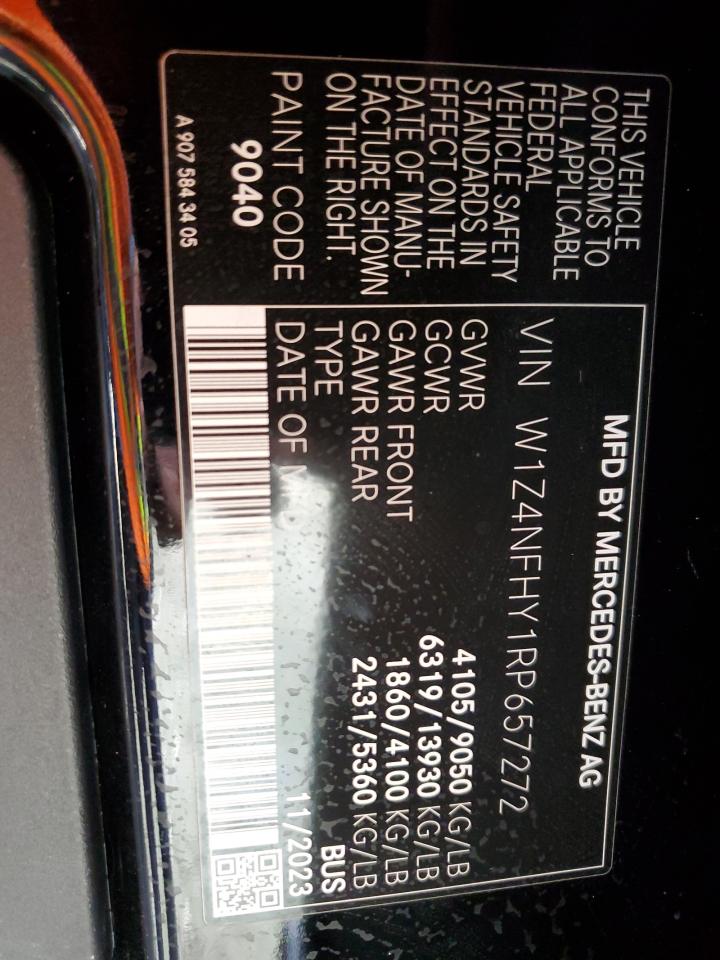 THIS VEHICLE
CONFORMS TO
ALL APPLICABLE
FEDERAL
VEHICLE SAFETY
STANDARDS IN
EFFECT ON THE
DATE OF MANU-
FACTURE SHOWN
ON THE RIGHT.
PAINT CODE
9040
A 907 584 34 05
MFD BY MERCEDES-BENZ AG
VIN W1Z4NFHY1RP657272
GVWR 4105/9050 KG/LB
GCWR 6319/13930 KG/LB
GAWR FRONT 1860/4100 KG/LB
GAWR REAR 2431/5360 KG/LB
TYPE BUS
DATE OF 11/2023